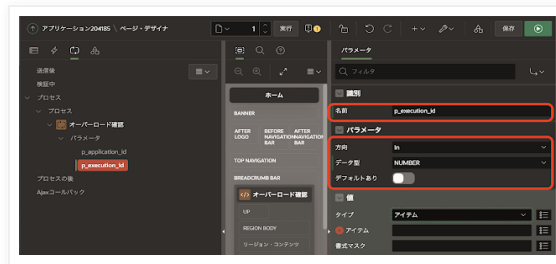 アプリケーション204185 \ ページ・デザイナ
1
実行
保存
送信後
検証中
プロセス
プロセス
オーバーロード確認
パラメータ
p_application_id
p_execution_id
プロセスの後
Ajaxコールバック
ホーム
BANNER
AFTER LOGO
BEFORE NAVIGATION BAR
AFTER NAVIGATION BAR
TOP NAVIGATION
BREADCRUMB BAR
オーバーロード確認
UP
REGION BODY
リージョン・コンテンツ
パラメータ
フィルタ
識別
名前
p_execution_id
パラメータ
方向
In
データ型
NUMBER
デフォルトあり
値
タイプ
アイテム
アイテム
書式マスク